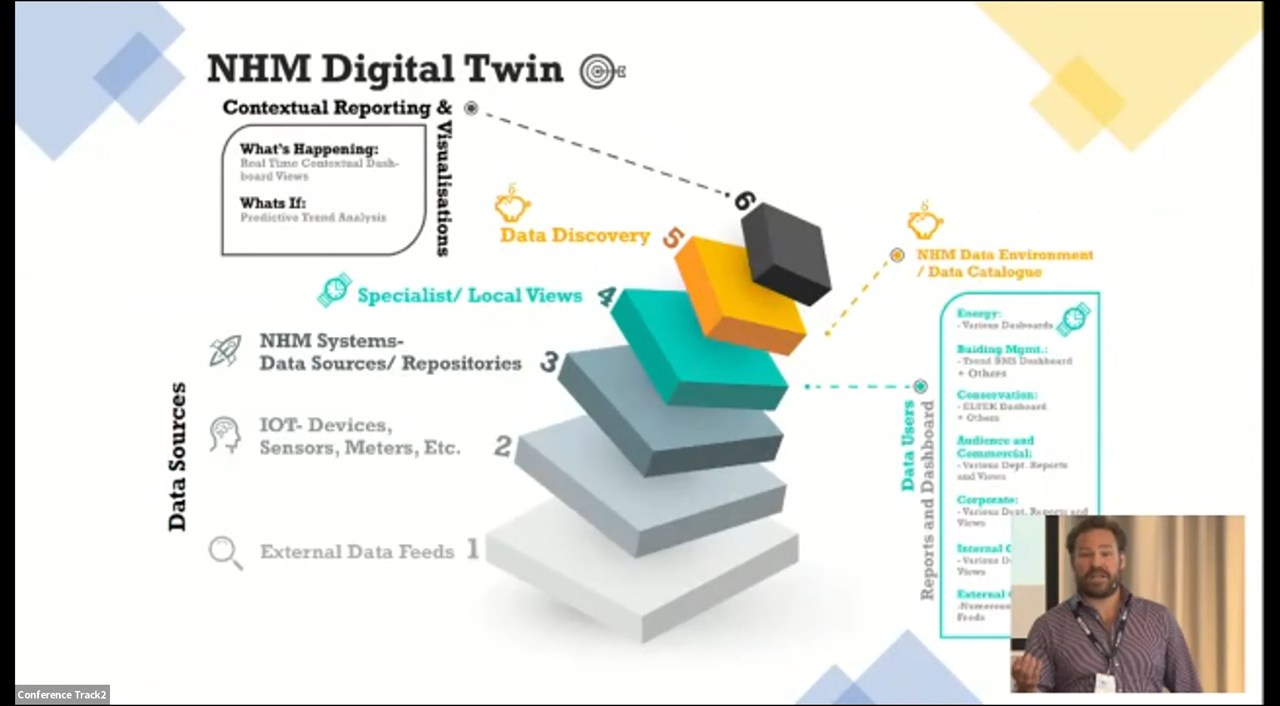 NHM Digital Twin
Contextual Reporting &
Visualisations
What's Happening:
Real Time Contextual Dash-
board Views
Whats If:
Predictive Trend Analysis
6
Data Discovery 5
NHM Data Environment
/ Data Catalogue
Specialist/ Local Views 4
NHM Systems-
Data Sources/ Repositories 3
IOT- Devices,
Sensors, Meters, Etc. 2
External Data Feeds 1
Data Sources
Data Users
Reports and Dashboard
Energy:
- Various Dasboards
Buiding Mgmt.:
- Trend BMS Dashboard
+ Others
Conservation:
- ELTEK Dasboard
+ Others
Audience and
Commercial:
- Various Dept. Reports
and Views
Corporate:
- Various Dept. Reports and
Views
Internal
- Various
Views
External
-Numerous
Feeds
Conference Track2